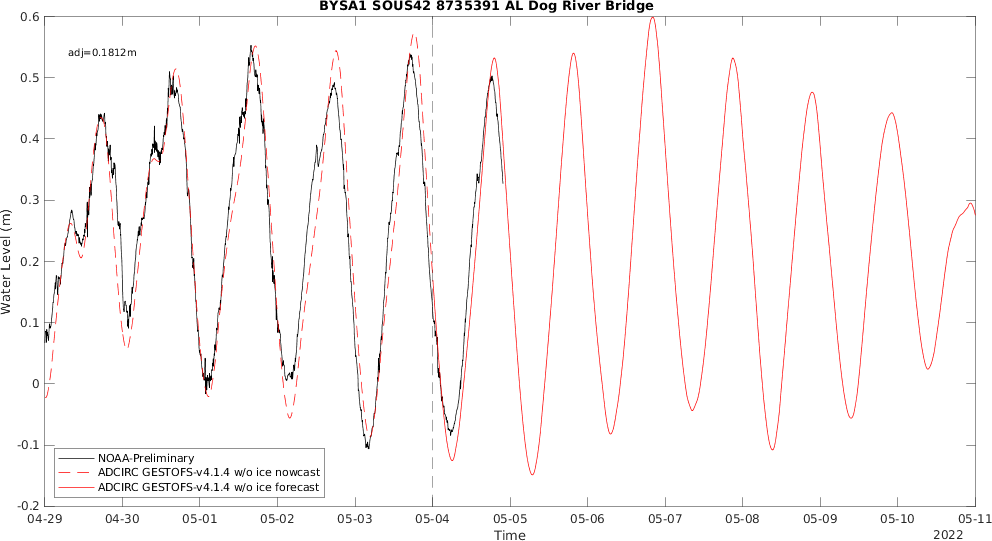 BYSA1 SOUS42 8735391 AL Dog River Bridge
adj=0.1812m
0.6
0.5
0.4
0.3
0.2
0.1
0
-0.1
-0.2
Water Level (m)
NOAA-Preliminary
ADCIRC GESTOFS-v4.1.4 w/o ice nowcast
ADCIRC GESTOFS-v4.1.4 w/o ice forecast
04-29 04-30 05-01 05-02 05-03 05-04 05-05 05-06 05-07 05-08 05-09 05-10 05-11
Time
2022